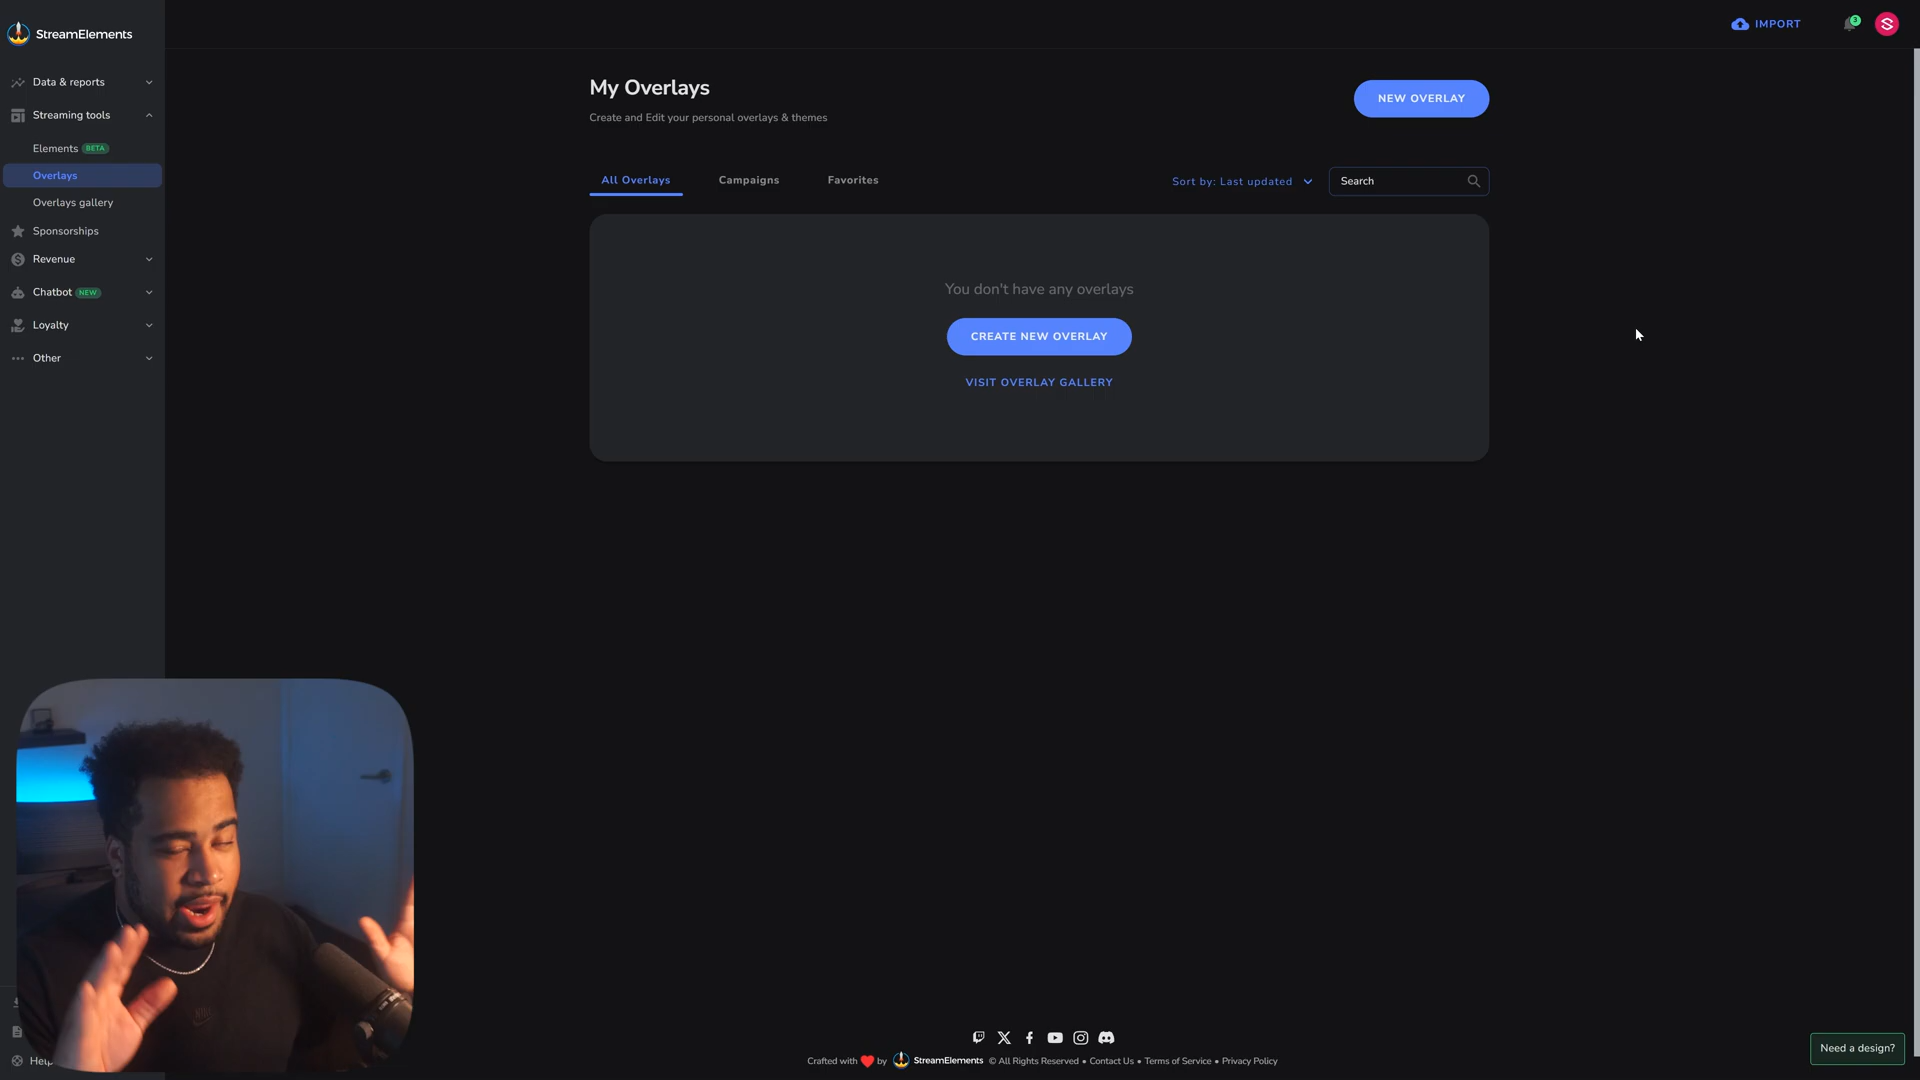 StreamElements
IMPORT
3
Data & reports
Streaming tools
Elements BETA
Overlays
Overlays gallery
Sponsorships
Revenue
Chatbot NEW
Loyalty
Other
Help
My Overlays
Create and Edit your personal overlays & themes
NEW OVERLAY
All Overlays
Campaigns
Favorites
Sort by: Last updated
Search
You don't have any overlays
CREATE NEW OVERLAY
VISIT OVERLAY GALLERY
Crafted with by StreamElements © All Rights Reserved • Contact Us • Terms of Service • Privacy Policy
Need a design?